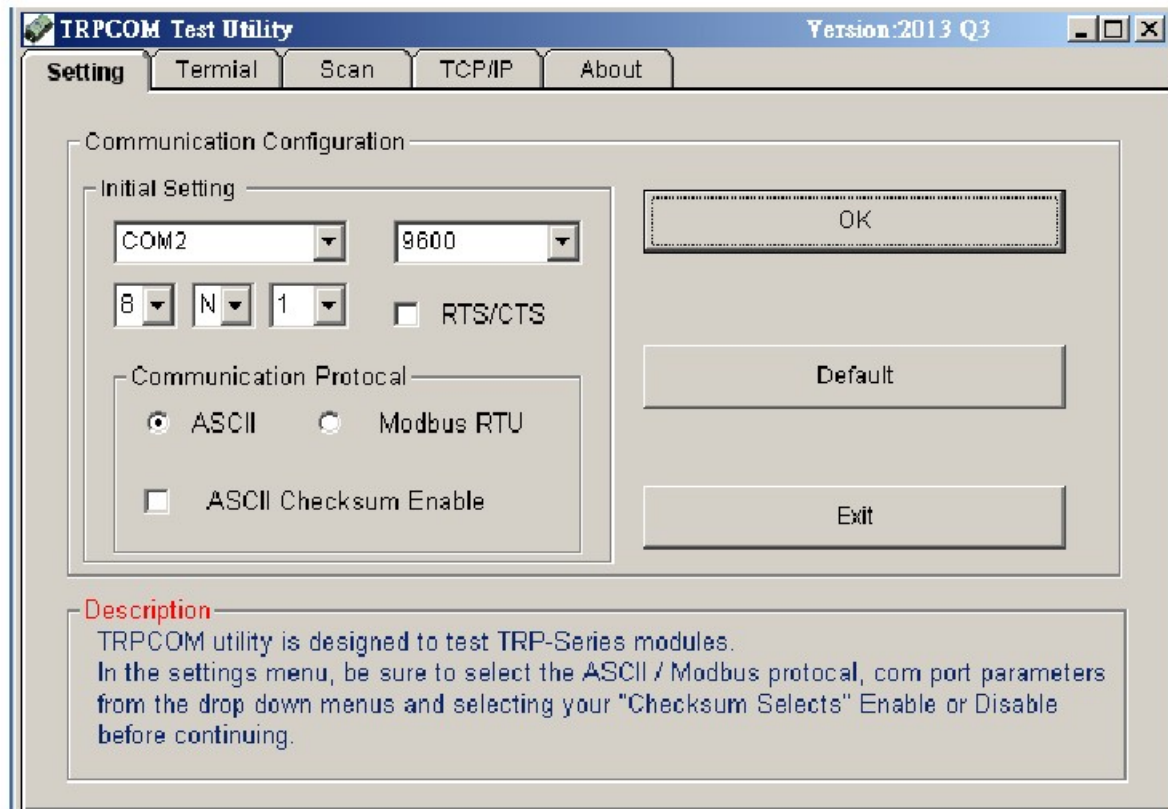 TRPCOM Test Utility Version:2013 Q3
Setting Termial Scan TCP/IP About
Communication Configuration
Initial Setting
COM2 9600
OK
8 N 1 RTS/CTS
Communication Protocal
Default
ASCII Modbus RTU
ASCII Checksum Enable
Exit
Description
TRPCOM utility is designed to test TRP-Series modules.
In the settings menu, be sure to select the ASCII / Modbus protocal, com port parameters
from the drop down menus and selecting your "Checksum Selects" Enable or Disable
before continuing.